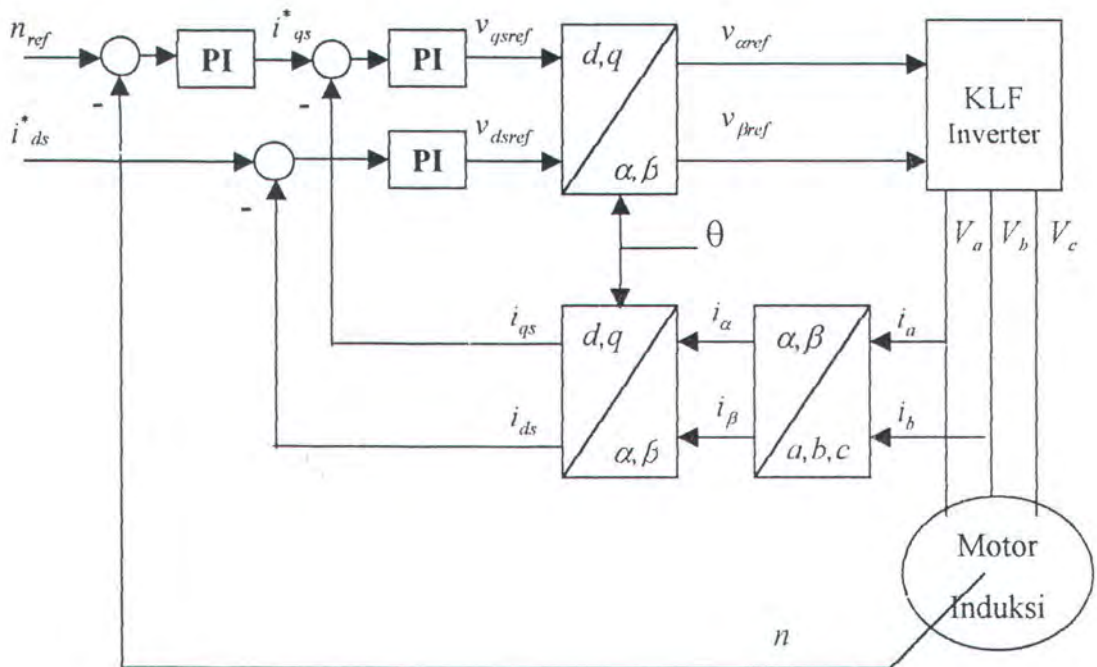 n_ref
i*_qs
v_qsref
v_αref
PI
PI
d,q
KLF
Inverter
-
-
i*_ds
v_dsref
v_βref
PI
α,β
-
θ
V_a
V_b
V_c
i_qs
d,q
i_α
α,β
i_a
i_ds
i_β
i_b
α,β
a,b,c
Motor
Induksi
n